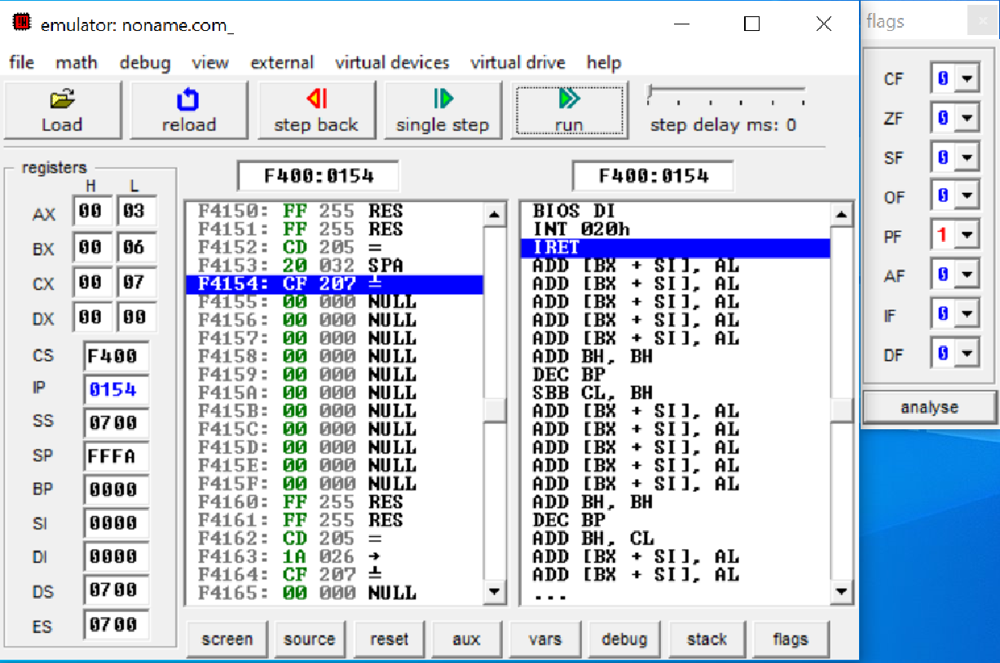 emulator: noname.com_
flags
file math debug view external virtual devices virtual drive help
Load
reload
step back
single step
run
step delay ms: 0
registers
H L
AX 00 03
BX 00 06
CX 00 07
DX 00 00
CS F400
IP 0154
SS 0700
SP FFFA
BP 0000
SI 0000
DI 0000
DS 0700
ES 0700
F400:0154
F4150: FF 255 RES
F4151: FF 255 RES
F4152: CD 205 =
F4153: 20 032 SPA
F4154: CF 207 ╧
F4155: 00 000 NULL
F4156: 00 000 NULL
F4157: 00 000 NULL
F4158: 00 000 NULL
F4159: 00 000 NULL
F415A: 00 000 NULL
F415B: 00 000 NULL
F415C: 00 000 NULL
F415D: 00 000 NULL
F415E: 00 000 NULL
F415F: 00 000 NULL
F4160: FF 255 RES
F4161: FF 255 RES
F4162: CD 205 =
F4163: 1A 026 →
F4164: CF 207 ╧
F4165: 00 000 NULL
F400:0154
BIOS DI
INT 020h
IRET
ADD [BX + SI], AL
ADD [BX + SI], AL
ADD [BX + SI], AL
ADD [BX + SI], AL
ADD [BX + SI], AL
ADD BH, BH
DEC BP
SBB CL, BH
ADD [BX + SI], AL
ADD [BX + SI], AL
ADD [BX + SI], AL
ADD [BX + SI], AL
ADD [BX + SI], AL
ADD BH, BH
DEC BP
ADD BH, CL
ADD [BX + SI], AL
ADD [BX + SI], AL
...
screen source reset aux vars debug stack flags
CF 0
ZF 0
SF 0
OF 0
PF 1
AF 0
IF 0
DF 0
analyse